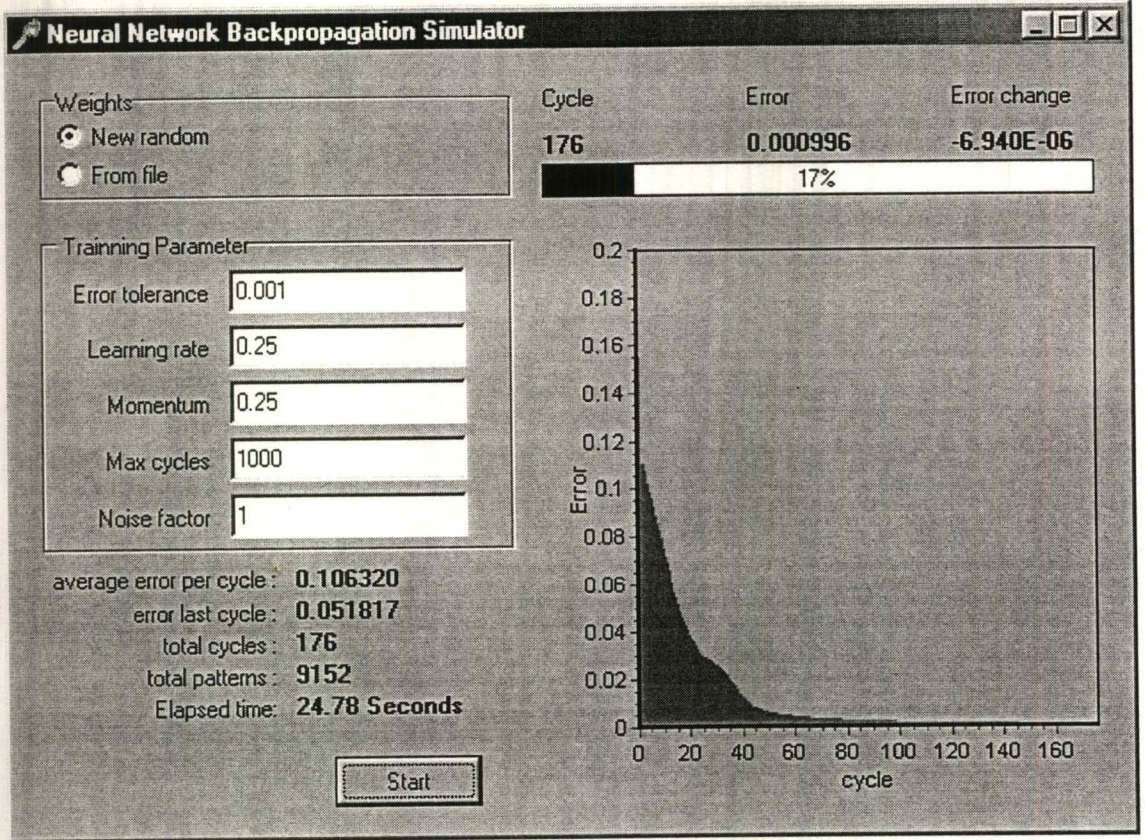 Neural Network Backpropagation Simulator
Weights
New random
From file
Cycle Error Error change
176 0.000996 -6.940E-06
17%
Trainning Parameter
Error tolerance 0.001
Learning rate 0.25
Momentum 0.25
Max cycles 1000
Noise factor 1
average error per cycle : 0.106320
error last cycle : 0.051817
total cycles : 176
total patterns : 9152
Elapsed time: 24.78 Seconds
Start
0.2
0.18
0.16
0.14
0.12
0.1
0.08
0.06
0.04
0.02
0
Error
0 20 40 60 80 100 120 140 160
cycle